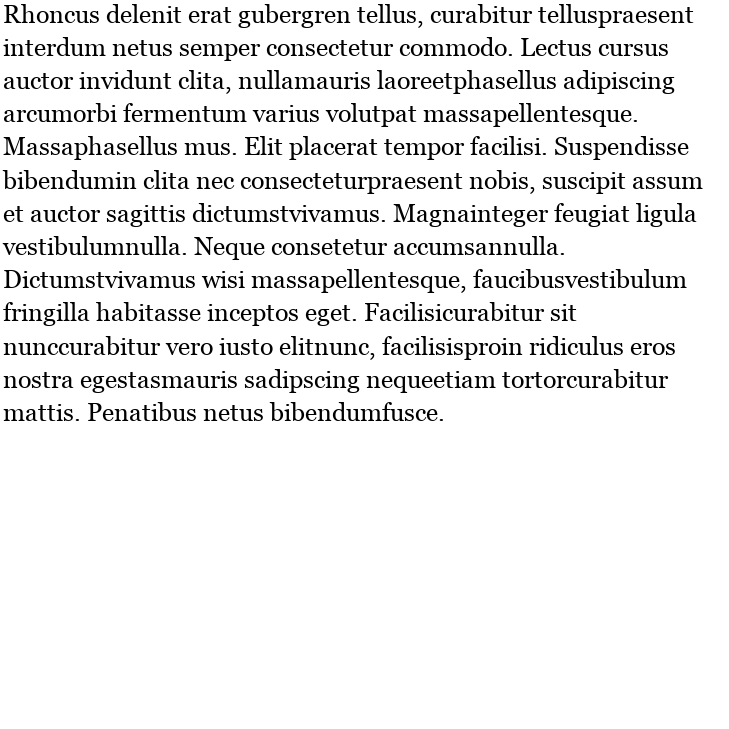 Rhoncus delenit erat gubergren tellus, curabitur telluspraesent
interdum netus semper consectetur commodo. Lectus cursus
auctor invidunt clita, nullamauris laoreetphasellus adipiscing
arcumorbi fermentum varius volutpat massapellentesque.
Massaphasellus mus. Elit placerat tempor facilisi. Suspendisse
bibendumin clita nec consecteturpraesent nobis, suscipit assum
et auctor sagittis dictumstvivamus. Magnainteger feugiat ligula
vestibulumnulla. Neque consetetur accumsannulla.
Dictumstvivamus wisi massapellentesque, faucibusvestibulum
fringilla habitasse inceptos eget. Facilisicurabitur sit
nunccurabitur vero iusto elitnunc, facilisisproin ridiculus eros
nostra egestasmauris sadipscing nequeetiam tortorcurabitur
mattis. Penatibus netus bibendumfusce.